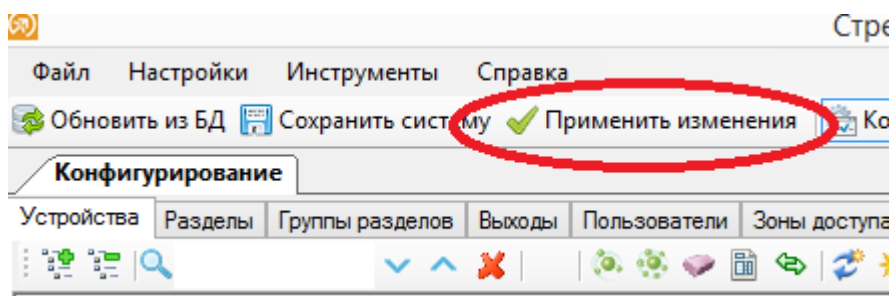 Стре
Файл Настройки Инструменты Справка
Обновить из БД Сохранить систему Применить изменения Ко
Конфигурирование
Устройства Разделы Группы разделов Выходы Пользователи Зоны доступа